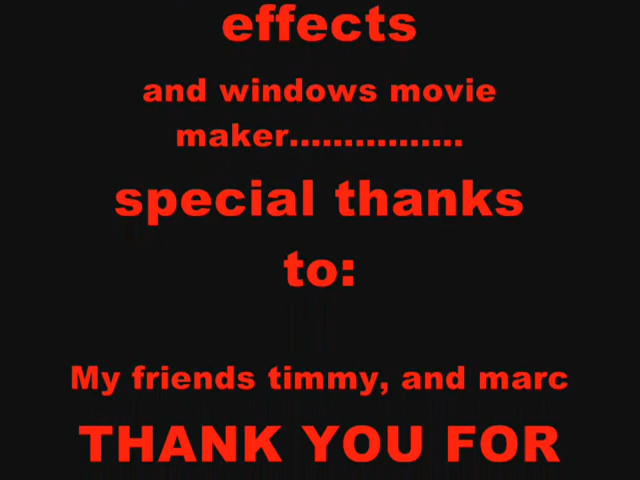 effects
and windows movie
maker................
special thanks
to:
My friends timmy, and marc
THANK YOU FOR